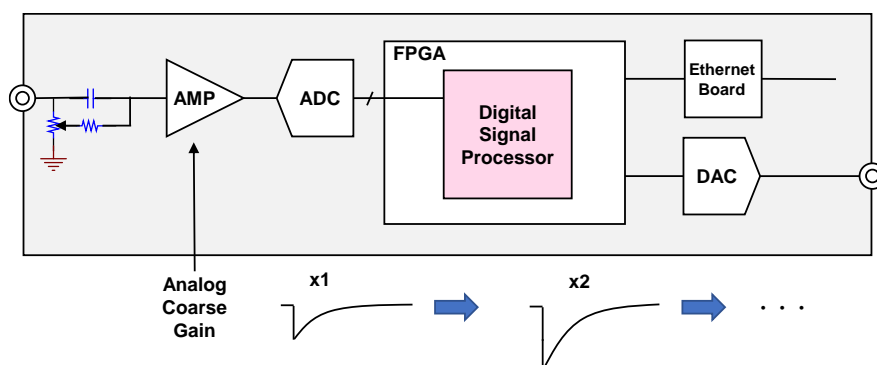 FPGA
AMP
ADC
Digital
Signal
Processor
Ethernet
Board
DAC
Analog
Coarse
Gain
x1
x2
. . .